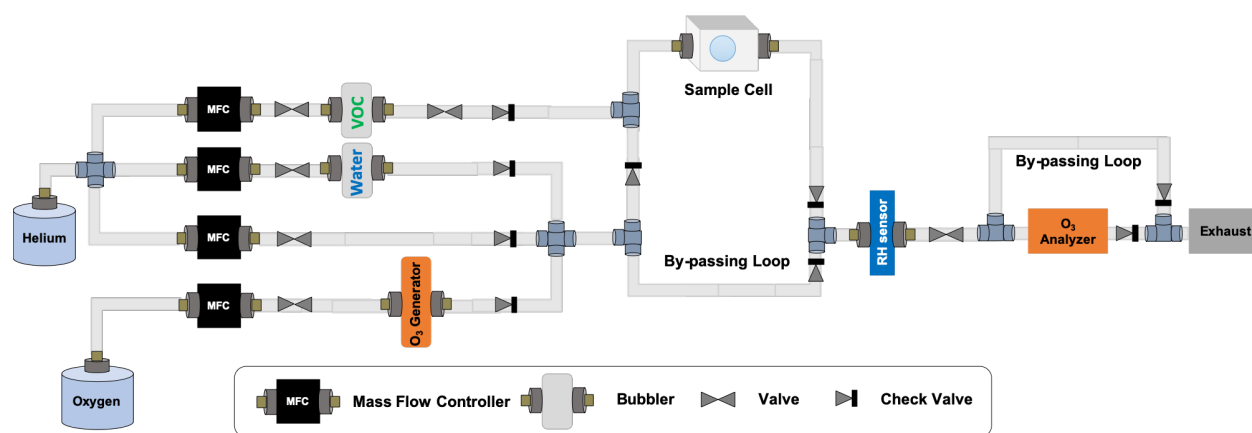 Helium
Oxygen
MFC
VOC
MFC
Water
MFC
MFC
O₃ Generator
Sample Cell
By-passing Loop
RH sensor
By-passing Loop
O₃
Analyzer
Exhaust
MFC
Mass Flow Controller
Bubbler
Valve
Check Valve